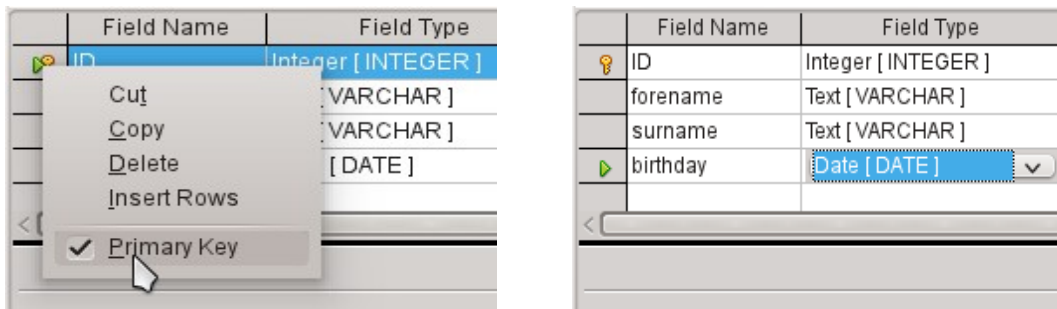 Field Name Field Type
ID Integer [ INTEGER ]
Cut [ VARCHAR ]
Copy [ VARCHAR ]
Delete [ DATE ]
Insert Rows
Primary Key
Field Name Field Type
ID Integer [ INTEGER ]
forename Text [ VARCHAR ]
surname Text [ VARCHAR ]
birthday Date [ DATE ]